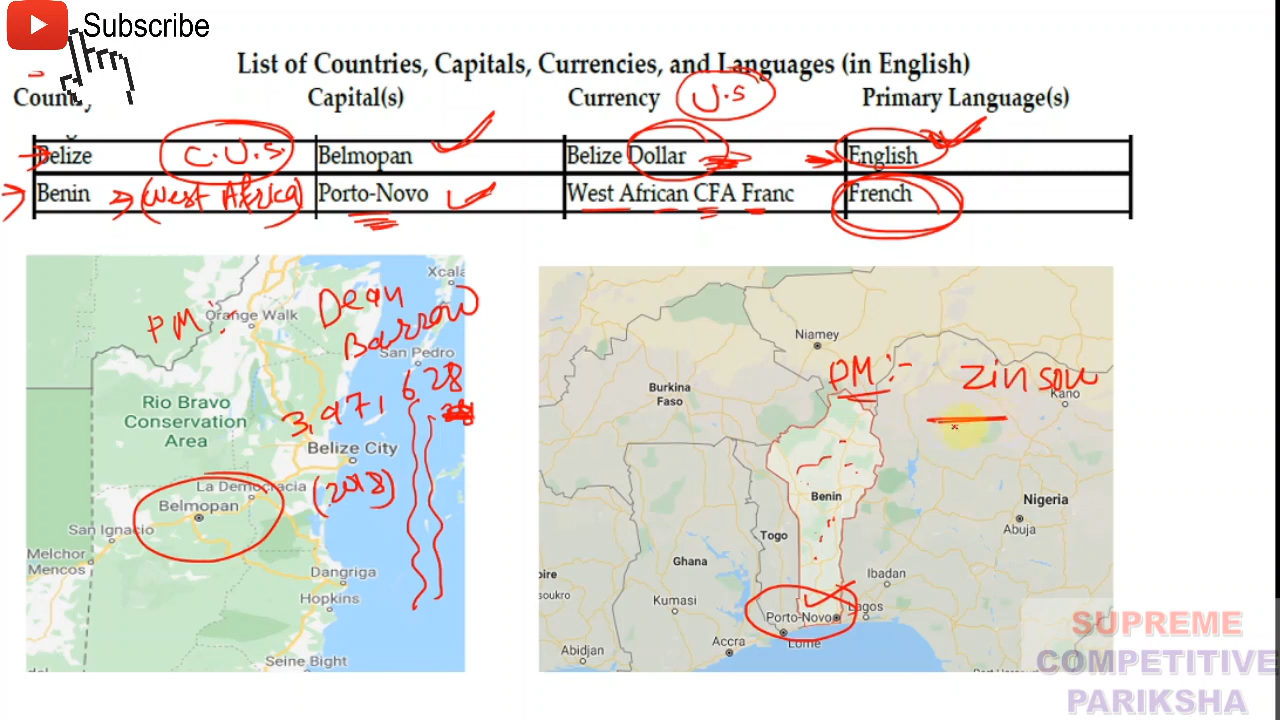 Subscribe
List of Countries, Capitals, Currencies, and Languages (in English)
Country Capital(s) Currency U.S Primary Language(s)
Belize C.U.S. Belmopan Belize Dollar English
Benin (West Africa) Porto-Novo West African CFA Franc French
Xcala
PM :- Orange Walk Dean
Barrow
San Pedro
Rio Bravo
Conservation
Area
3,971,628
Belize City
(2018)
La Democracia
Belmopan
San Ignacio
Melchor
Mencos
Dangriga
Hopkins
Seine Bight
Niamey
Burkina
Faso
PM :- Zinsou
Kano
Benin
Nigeria
Abuja
Togo
Ghana
Ibadan
ire
soukro
Kumasi
Porto-Novo
Lagos
Accra
Lome
Abidjan
SUPREME
COMPETITIVE
PARIKSHA